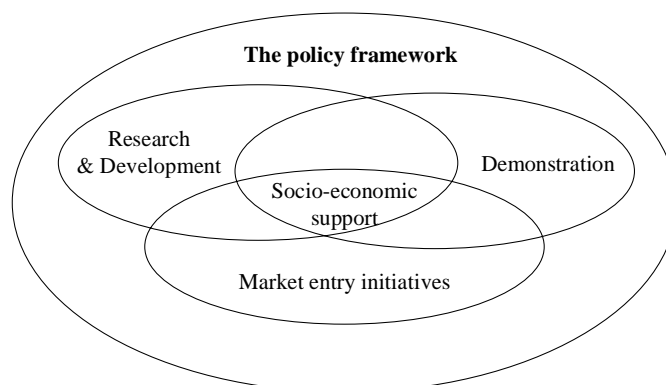 The policy framework
Research
& Development
Demonstration
Socio-economic
support
Market entry initiatives